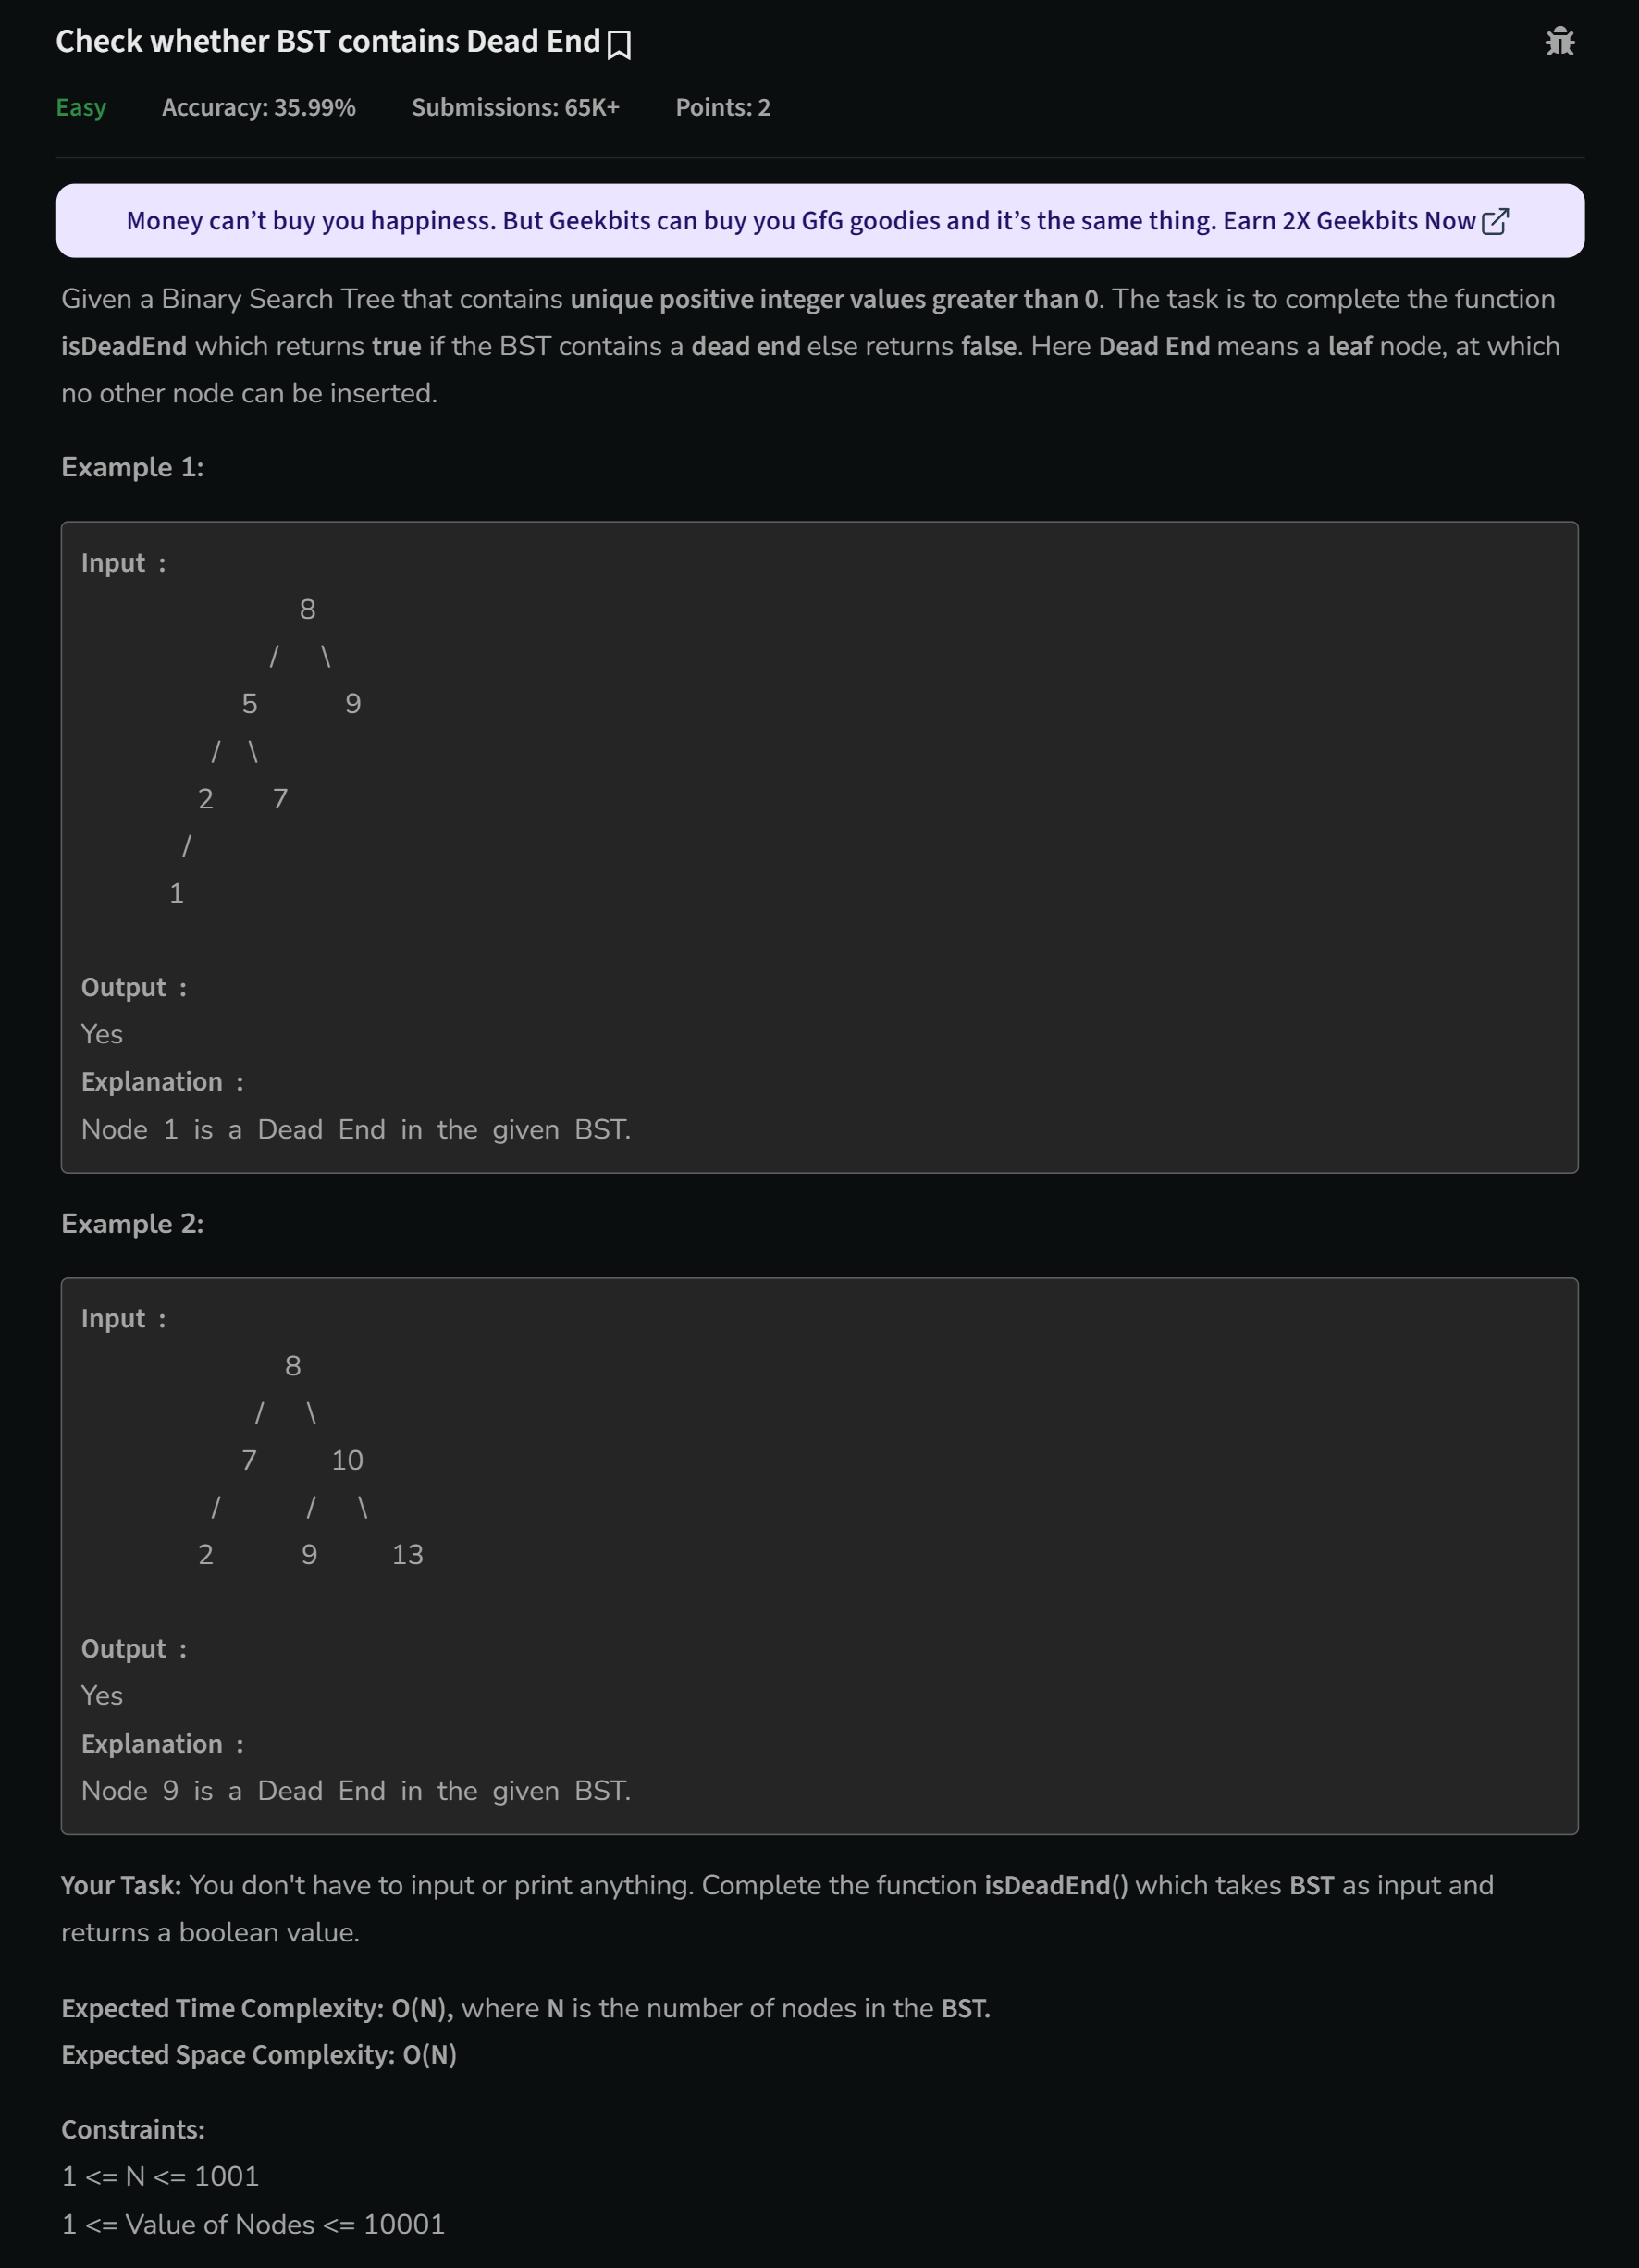 Check whether BST contains Dead End
Easy Accuracy: 35.99% Submissions: 65K+ Points: 2
Money can’t buy you happiness. But Geekbits can buy you GfG goodies and it’s the same thing. Earn 2X Geekbits Now
Given a Binary Search Tree that contains unique positive integer values greater than 0. The task is to complete the function
isDeadEnd which returns true if the BST contains a dead end else returns false. Here Dead End means a leaf node, at which
no other node can be inserted.
Example 1:
Input :
8
/ \
5 9
/ \
2 7
/
1
Output :
Yes
Explanation :
Node 1 is a Dead End in the given BST.
Example 2:
Input :
8
/ \
7 10
/ / \
2 9 13
Output :
Yes
Explanation :
Node 9 is a Dead End in the given BST.
Your Task: You don't have to input or print anything. Complete the function isDeadEnd() which takes BST as input and
returns a boolean value.
Expected Time Complexity: O(N), where N is the number of nodes in the BST.
Expected Space Complexity: O(N)
Constraints:
1 <= N <= 1001
1 <= Value of Nodes <= 10001